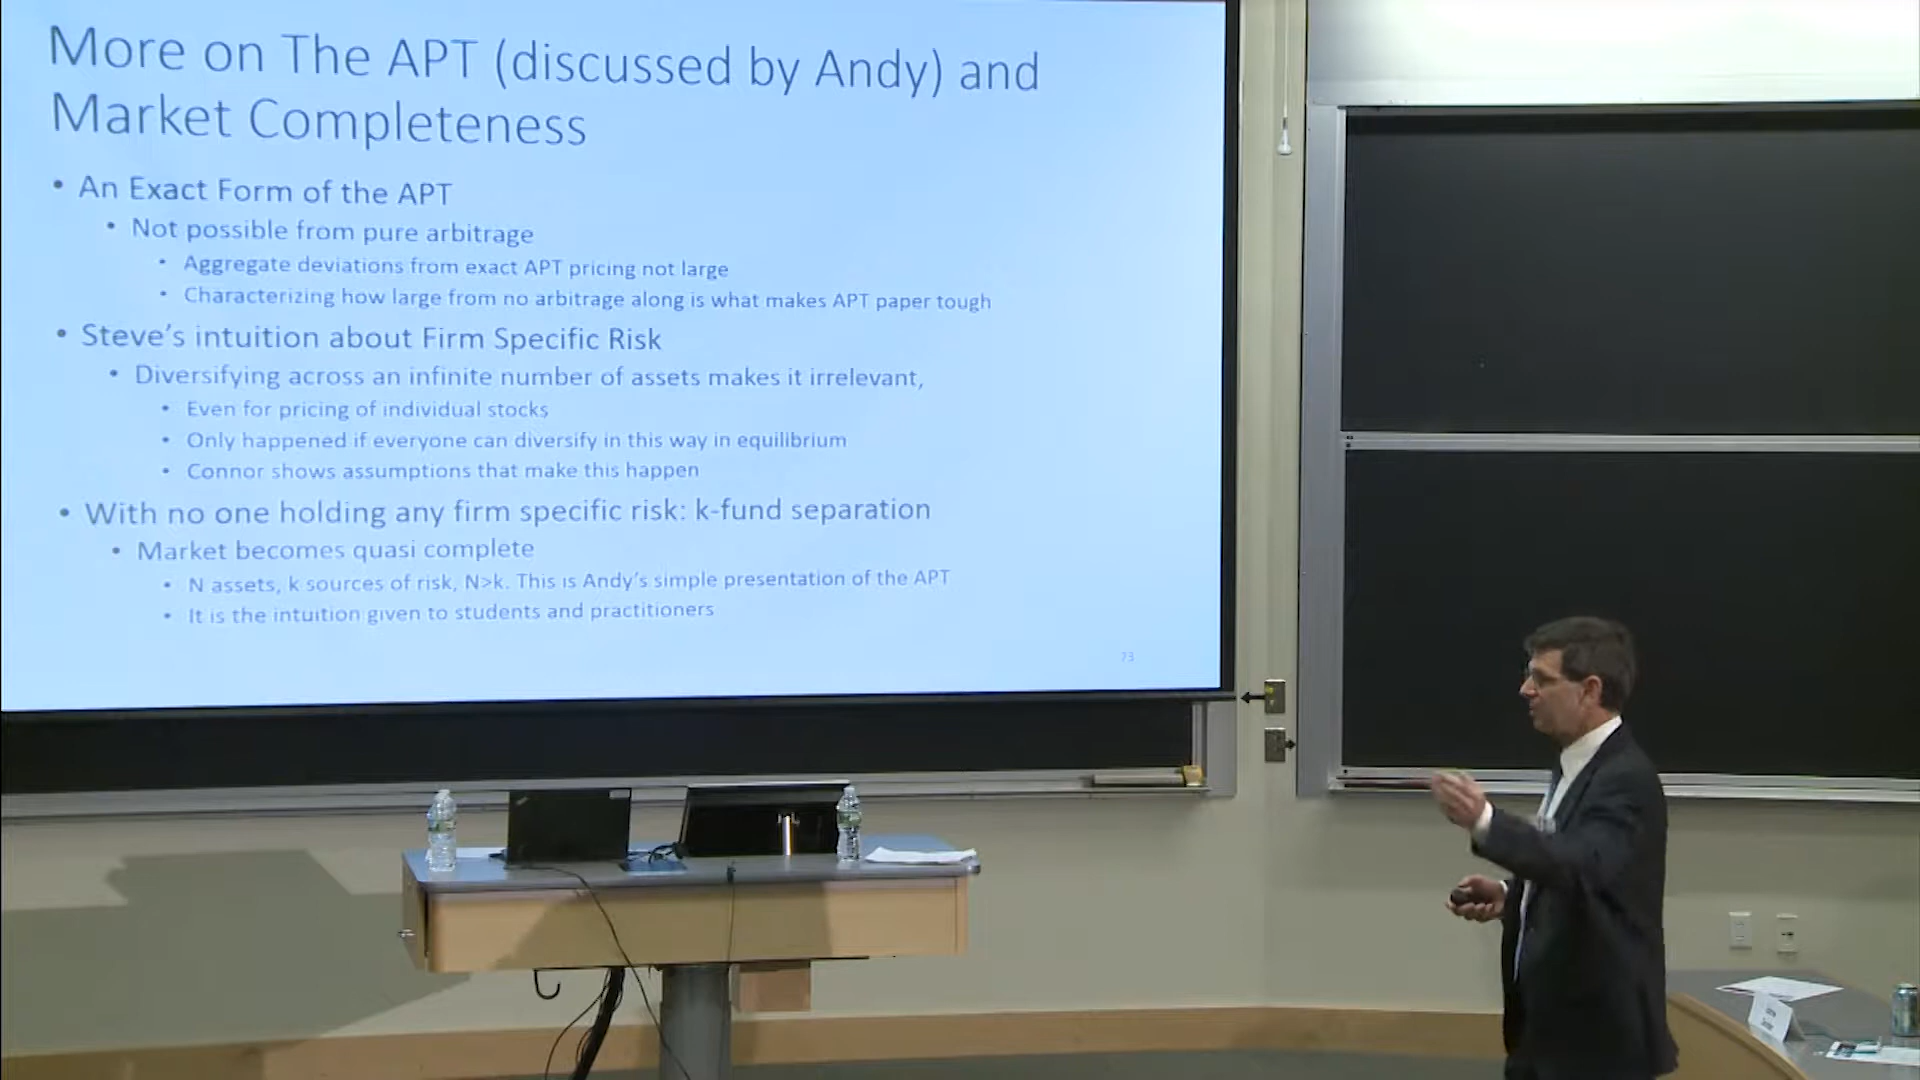 More on The APT (discussed by Andy) and
Market Completeness
• An Exact Form of the APT
• Not possible from pure arbitrage
• Aggregate deviations from exact APT pricing not large
• Characterizing how large from no arbitrage along is what makes APT paper tough
• Steve's intuition about Firm Specific Risk
• Diversifying across an infinite number of assets makes it irrelevant,
• Even for pricing of individual stocks
• Only happened if everyone can diversify in this way in equilibrium
• Connor shows assumptions that make this happen
• With no one holding any firm specific risk: k-fund separation
• Market becomes quasi complete
• N assets, k sources of risk, N>k. This is Andy's simple presentation of the APT
• It is the intuition given to students and practitioners
73